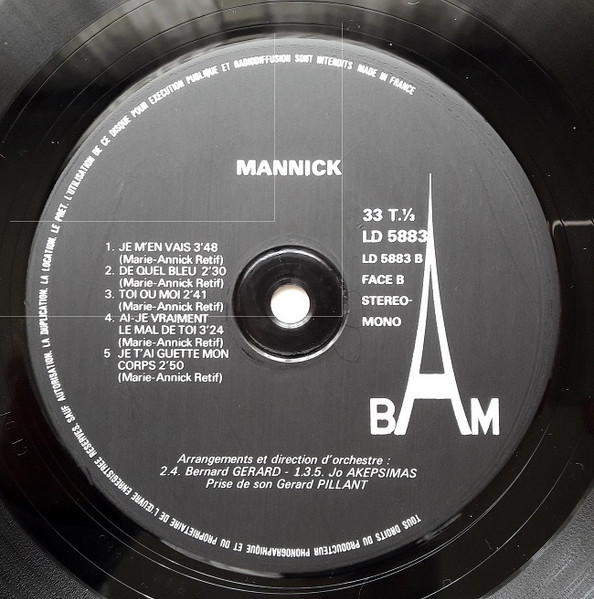 TOUS DROITS DU PRODUCTEUR PHONOGRAPHIQUE ET DU PROPRIETAIRE DE L'ŒUVRE ENREGISTREE RESERVES. SAUF AUTORISATION. LA DUPLICATION. LA LOCATION. LE PRET. L'UTILISATION DE CE DISQUE POUR EXECUTION PUBLIQUE ET RADIODIFFUSION SONT INTERDITS MADE IN FRANCE
MANNICK
33 T.⅓
LD 5883
LD 5883 B
FACE B
STEREO-
MONO
1. JE M'EN VAIS 3'48
(Marie-Annick Retif)
2. DE QUEL BLEU 2'30
(Marie-Annick Retif)
3. TOI OU MOI 2'41
(Marie-Annick Retif)
4. AI-JE VRAIMENT
LE MAL DE TOI 3'24
(Marie-Annick Retif)
5 JE T'AI GUETTE MON
CORPS 2'50
(Marie-Annick Retif)
BAM
Arrangements et direction d'orchestre :
2.4. Bernard GERARD - 1.3.5. Jo AKEPSIMAS
Prise de son Gerard PILLANT